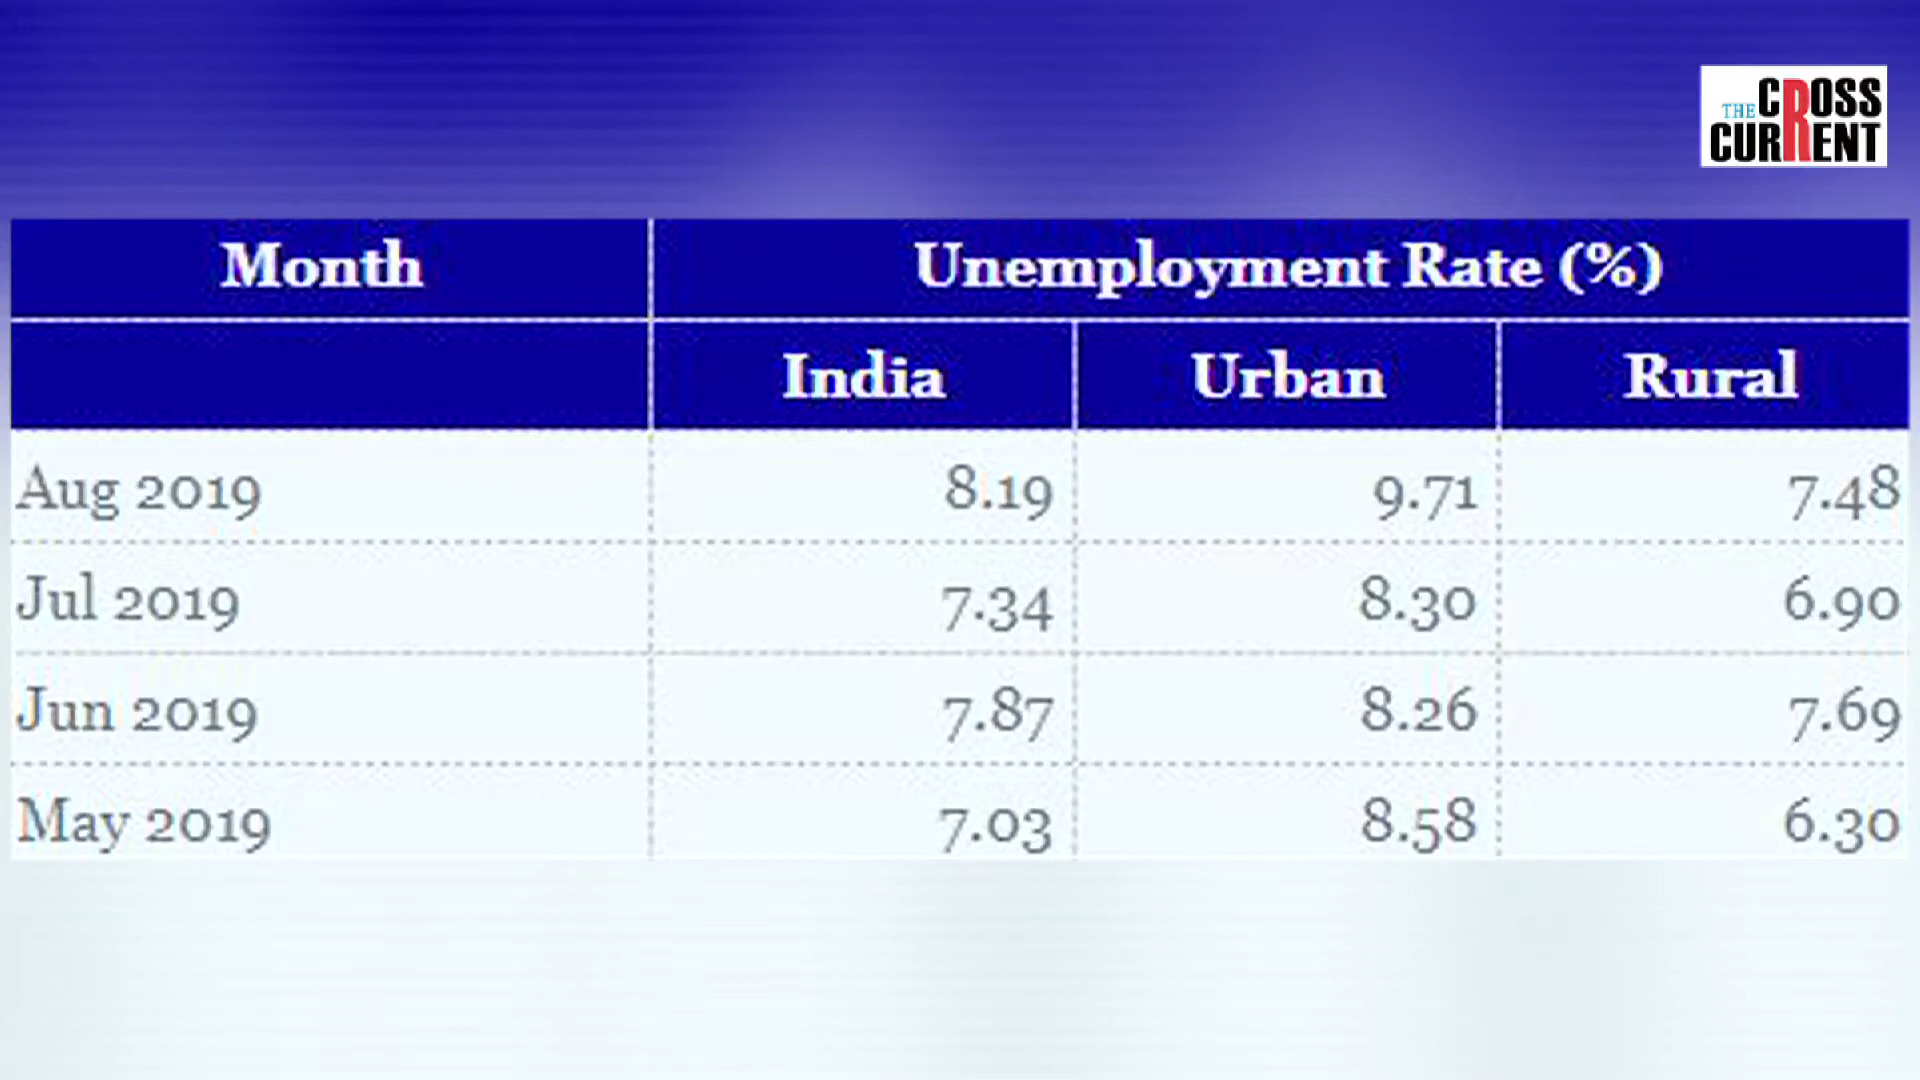 THE CROSS
CURRENT
Month Unemployment Rate (%)
India Urban Rural
Aug 2019 8.19 9.71 7.48
Jul 2019 7.34 8.30 6.90
Jun 2019 7.87 8.26 7.69
May 2019 7.03 8.58 6.30